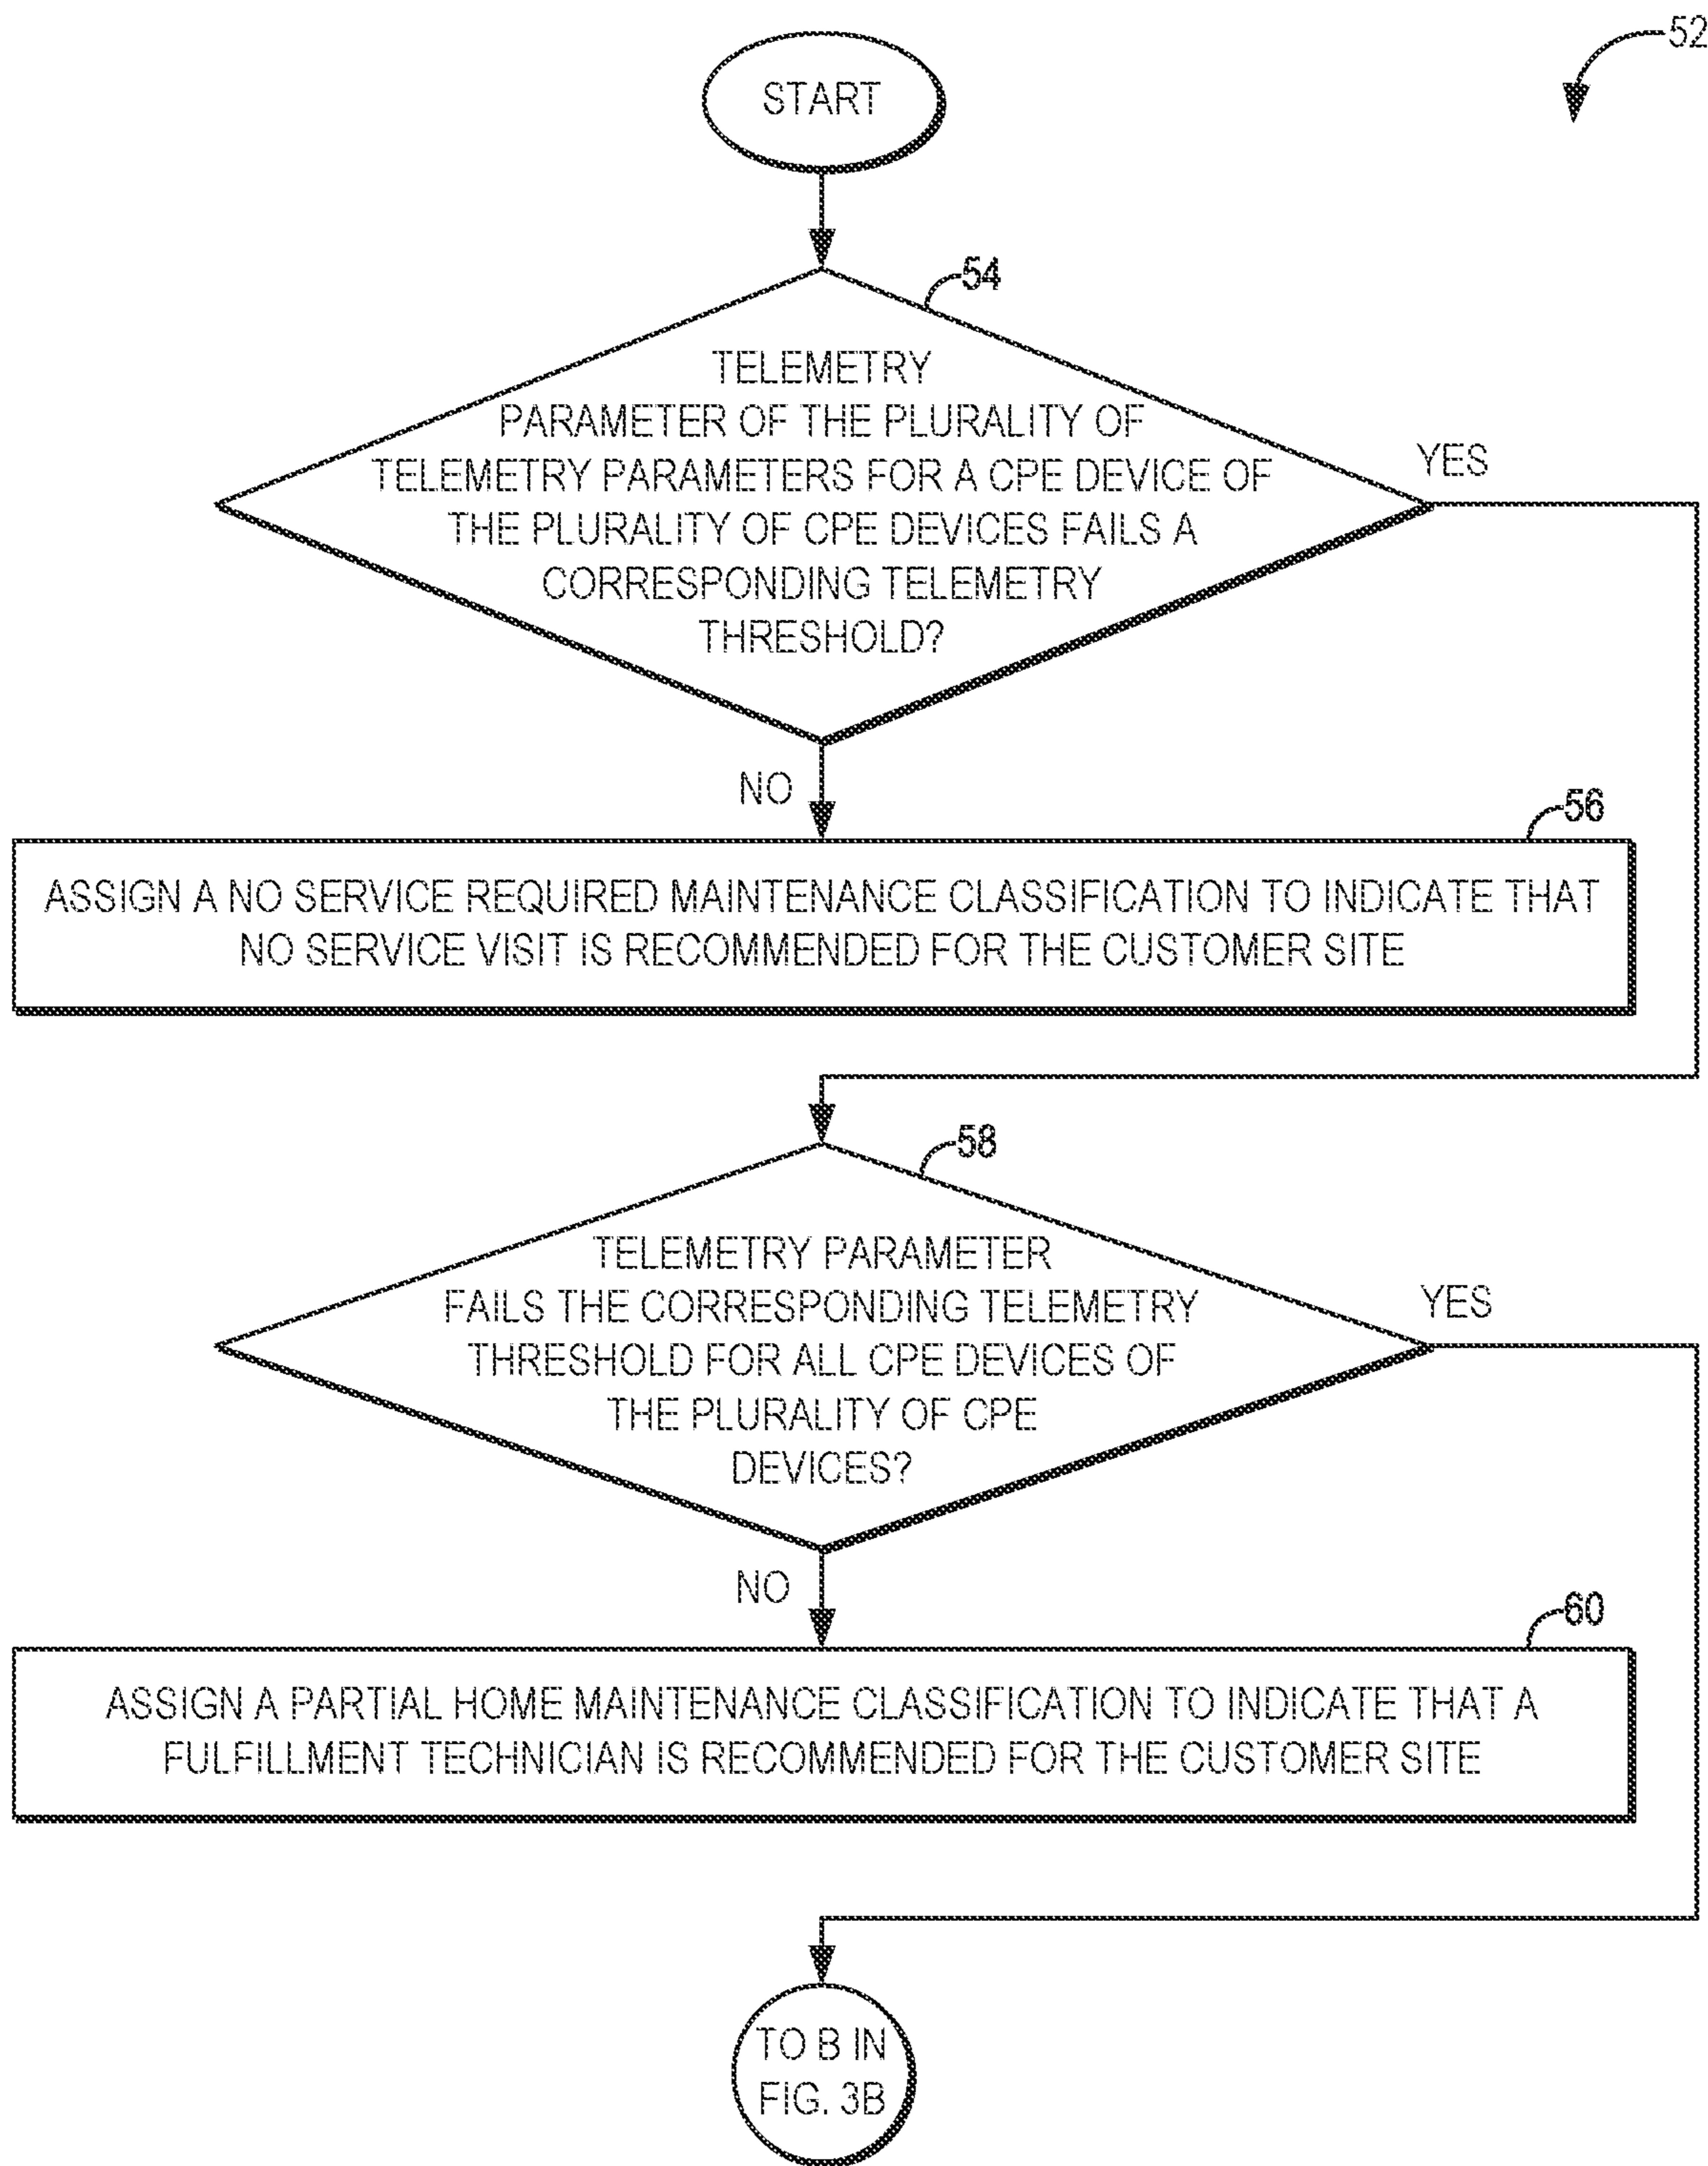 52
START
54
TELEMETRY
PARAMETER OF THE PLURALITY OF
TELEMETRY PARAMETERS FOR A CPE DEVICE OF
THE PLURALITY OF CPE DEVICES FAILS A
CORRESPONDING TELEMETRY
THRESHOLD?
YES
NO
56
ASSIGN A NO SERVICE REQUIRED MAINTENANCE CLASSIFICATION TO INDICATE THAT
NO SERVICE VISIT IS RECOMMENDED FOR THE CUSTOMER SITE
58
TELEMETRY PARAMETER
FAILS THE CORRESPONDING TELEMETRY
THRESHOLD FOR ALL CPE DEVICES OF
THE PLURALITY OF CPE
DEVICES?
YES
NO
60
ASSIGN A PARTIAL HOME MAINTENANCE CLASSIFICATION TO INDICATE THAT A
FULFILLMENT TECHNICIAN IS RECOMMENDED FOR THE CUSTOMER SITE
TO B IN
FIG. 3B